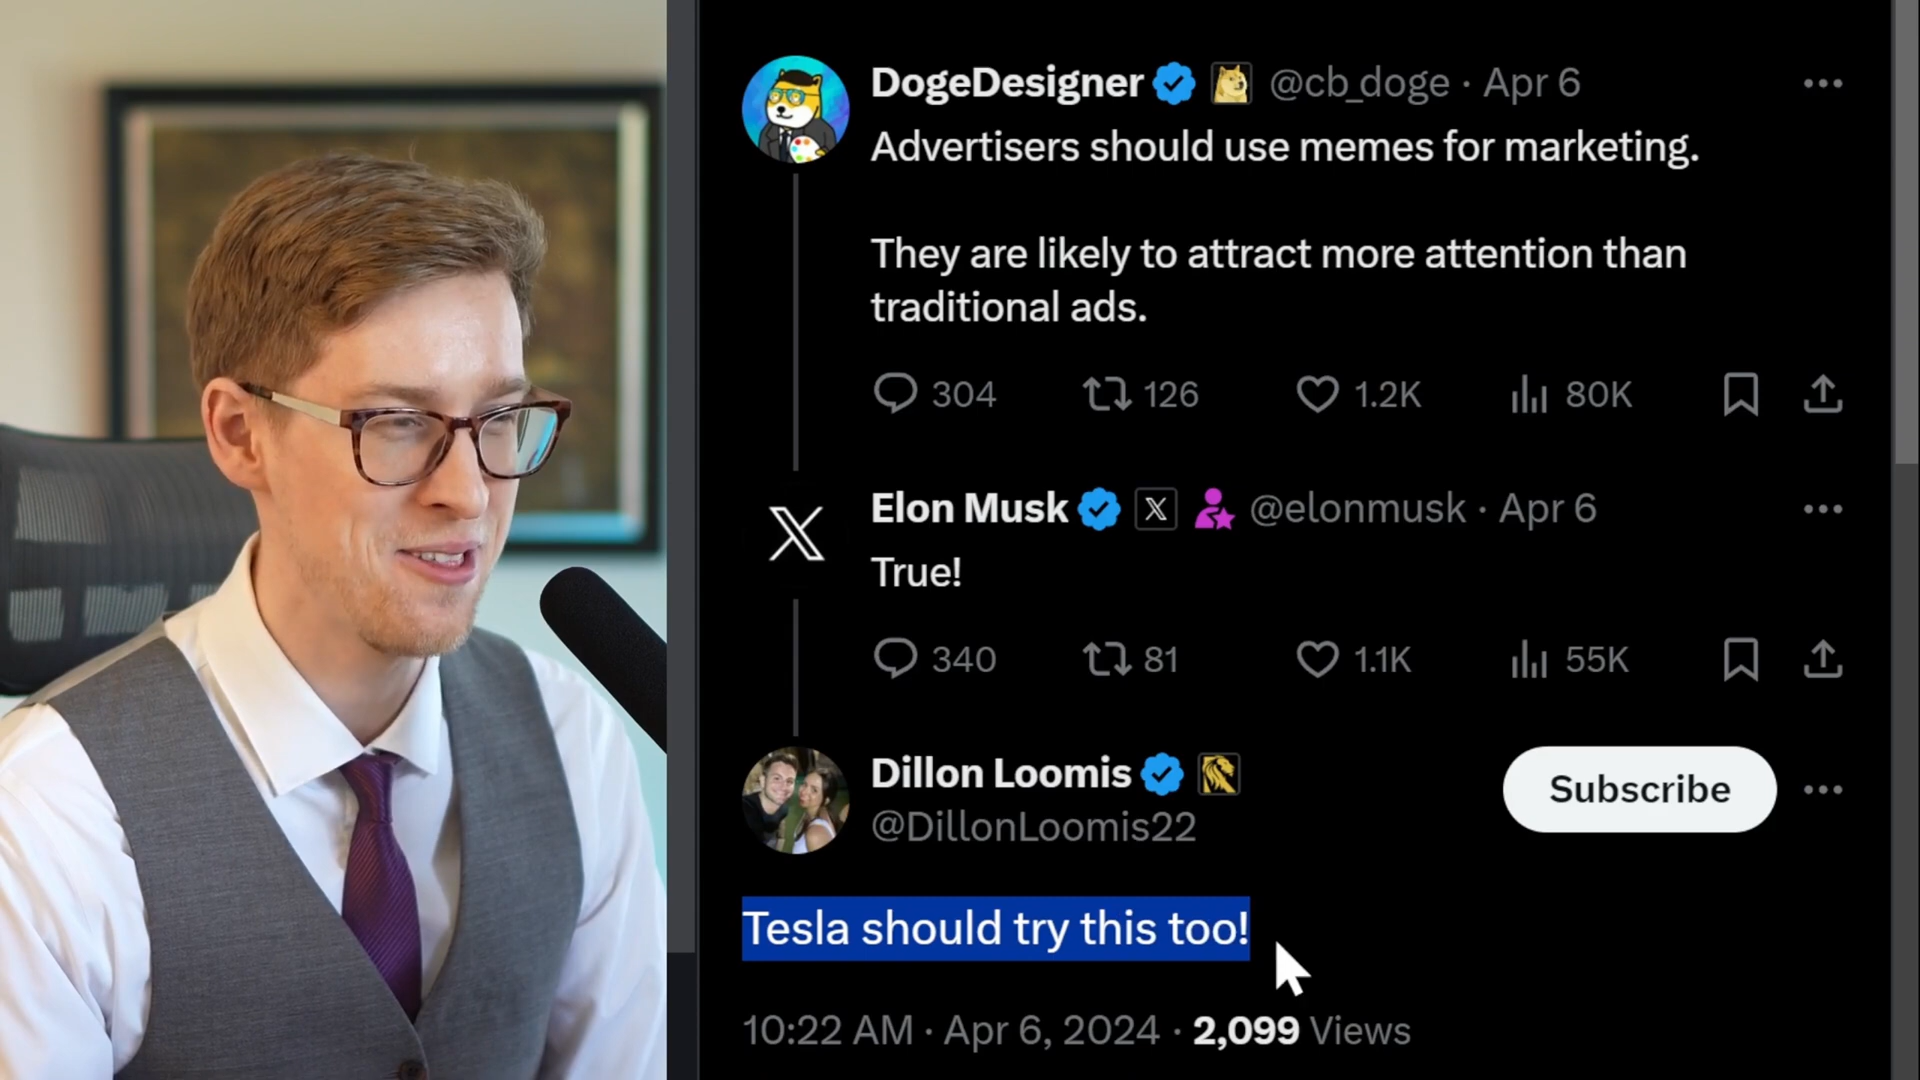 DogeDesigner @cb_doge · Apr 6
Advertisers should use memes for marketing.
They are likely to attract more attention than
traditional ads.
304 126 1.2K 80K
Elon Musk X @elonmusk · Apr 6
X
True!
340 81 1.1K 55K
Dillon Loomis
@DillonLoomis22
Subscribe
Tesla should try this too!
10:22 AM · Apr 6, 2024 · 2,099 Views